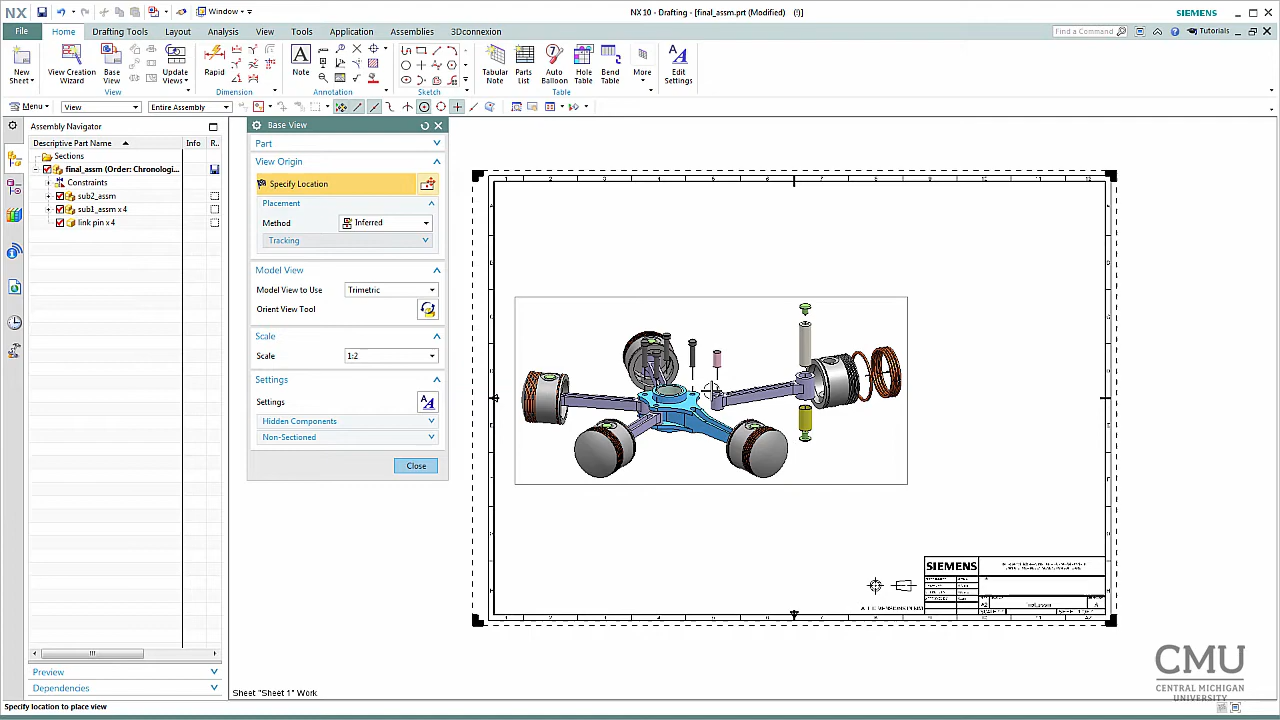 NX
Window
NX 10 - Drafting - [final_assm.prt (Modified) (!)]
SIEMENS
File
Home
Drafting Tools
Layout
Analysis
View
Tools
Assemblies
3Dconnexion
Find a Command
Tutorials
New
Sheet
View Creation
Wizard
Base
View
Update
Views
View
Rapid
Dimension
Note
Annotation
Sketch
Tabular
Note
Parts
List
Auto
Balloon
Hole
Table
Bend
Table
Table
More
Edit
Settings
Menu
View
Entire Assembly
Assembly Navigator
Descriptive Part Name
Info
R..
Sections
final_assm (Order: Chronologi...
Constraints
sub2_assm
sub1_assm x 4
link pin x 4
Preview
Dependencies
Base View
Part
View Origin
Specify Location
Placement
Method
Inferred
Tracking
Model View
Model View to Use
Trimetric
Orient View Tool
Scale
Scale
1:2
Settings
Settings
Hidden Components
Non-Sectioned
Close
SIEMENS
A2
Sheet "Sheet 1" Work
Specify location to place view
CMU
CENTRAL MICHIGAN
UNIVERSITY